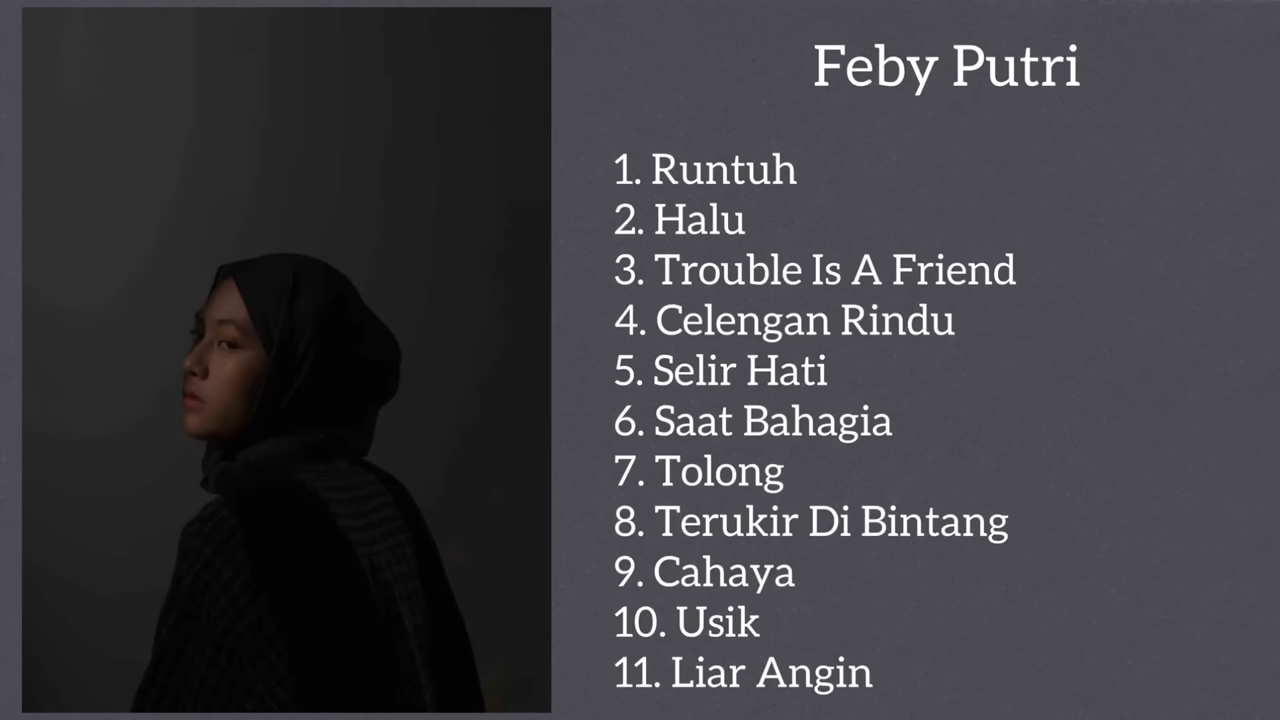 Feby Putri
1. Runtuh
2. Halu
3. Trouble Is A Friend
4. Celengan Rindu
5. Selir Hati
6. Saat Bahagia
7. Tolong
8. Terukir Di Bintang
9. Cahaya
10. Usik
11. Liar Angin